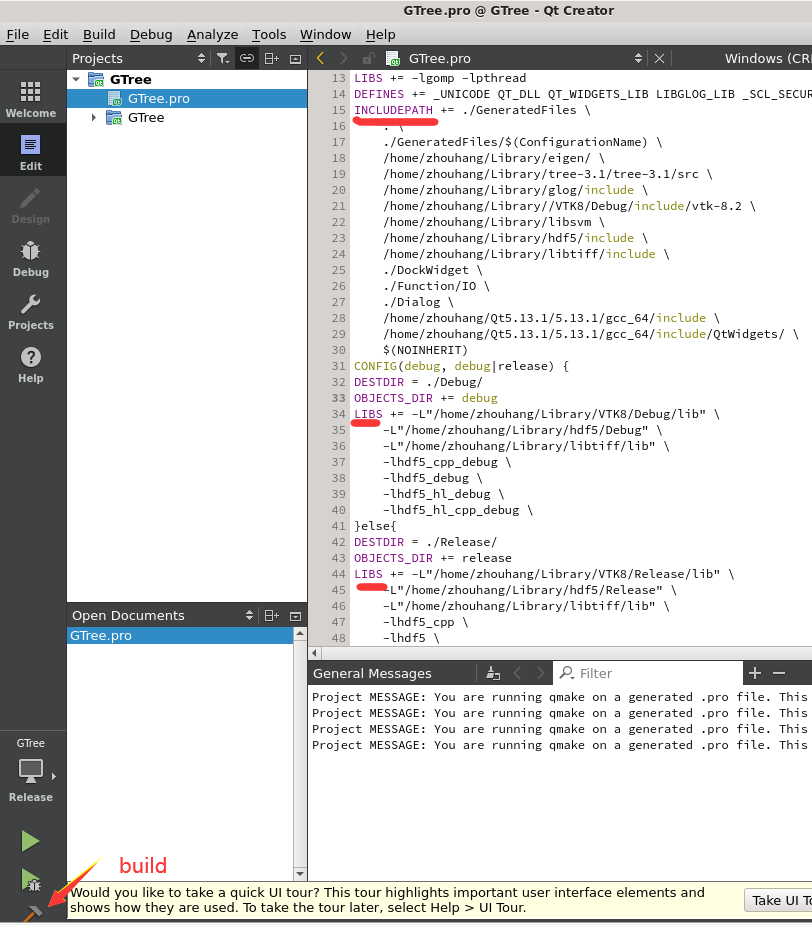 GTree.pro @ GTree - Qt Creator
File Edit Build Debug Analyze Tools Window Help
Projects
GTree.pro
Windows (CR
Welcome
Edit
Design
Debug
Projects
Help
GTree
GTree.pro
GTree
13 LIBS += -lgomp -lpthread
14 DEFINES += _UNICODE QT_DLL QT_WIDGETS_LIB LIBGLOG_LIB _SCL_SECUR
15 INCLUDEPATH += ./GeneratedFiles \
16 . \
17 ./GeneratedFiles/$(ConfigurationName) \
18 /home/zhouhang/Library/eigen/ \
19 /home/zhouhang/Library/tree-3.1/tree-3.1/src \
20 /home/zhouhang/Library/glog/include \
21 /home/zhouhang/Library//VTK8/Debug/include/vtk-8.2 \
22 /home/zhouhang/Library/libsvm \
23 /home/zhouhang/Library/hdf5/include \
24 /home/zhouhang/Library/libtiff/include \
25 ./DockWidget \
26 ./Function/IO \
27 ./Dialog \
28 /home/zhouhang/Qt5.13.1/5.13.1/gcc_64/include \
29 /home/zhouhang/Qt5.13.1/5.13.1/gcc_64/include/QtWidgets/ \
30 $(NOINHERIT)
31 CONFIG(debug, debug|release) {
32 DESTDIR = ./Debug/
33 OBJECTS_DIR += debug
34 LIBS += -L"/home/zhouhang/Library/VTK8/Debug/lib" \
35 -L"/home/zhouhang/Library/hdf5/Debug" \
36 -L"/home/zhouhang/Library/libtiff/lib" \
37 -lhdf5_cpp_debug \
38 -lhdf5_debug \
39 -lhdf5_hl_debug \
40 -lhdf5_hl_cpp_debug \
41 }else{
42 DESTDIR = ./Release/
43 OBJECTS_DIR += release
44 LIBS += -L"/home/zhouhang/Library/VTK8/Release/lib" \
45 -L"/home/zhouhang/Library/hdf5/Release" \
46 -L"/home/zhouhang/Library/libtiff/lib" \
47 -lhdf5_cpp \
48 -lhdf5 \
Open Documents
GTree.pro
General Messages
Filter
Project MESSAGE: You are running qmake on a generated .pro file. This
Project MESSAGE: You are running qmake on a generated .pro file. This
Project MESSAGE: You are running qmake on a generated .pro file. This
Project MESSAGE: You are running qmake on a generated .pro file. This
GTree
Release
build
Would you like to take a quick UI tour? This tour highlights important user interface elements and
shows how they are used. To take the tour later, select Help > UI Tour.
Take UI To